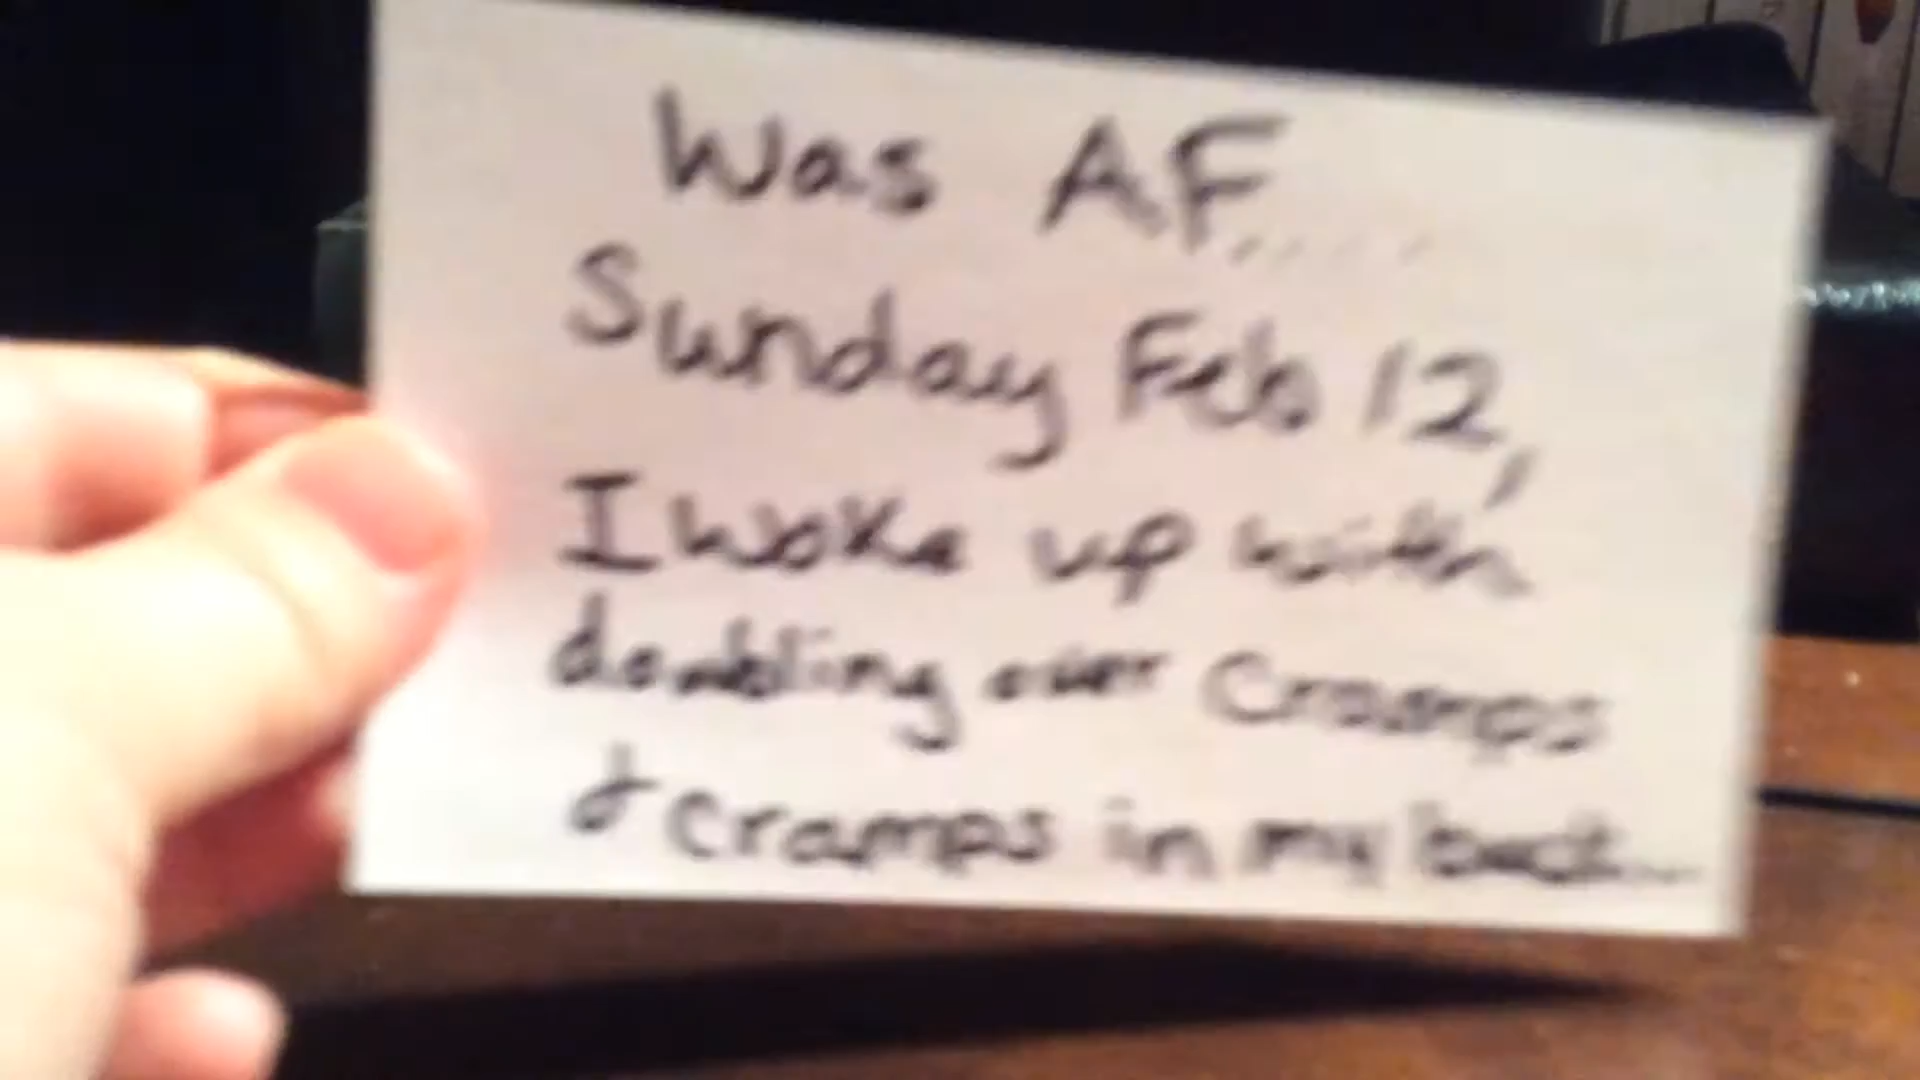 Was AF....
Sunday Feb 12,
I woke up with
doubling over cramps
& cramps in my back...